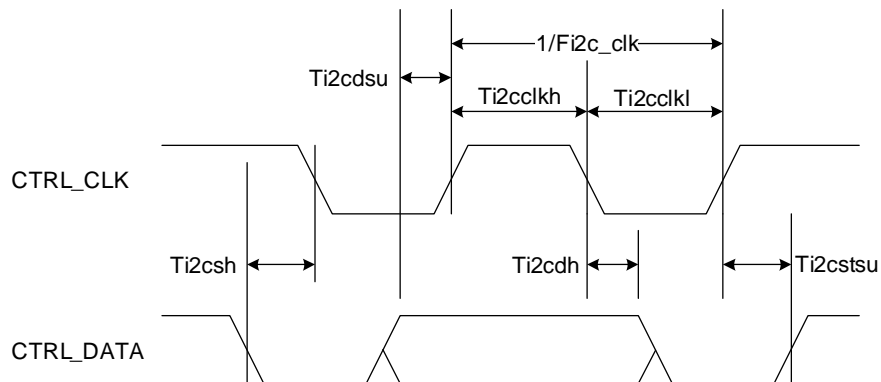 1/Fi2c_clk
Ti2cdsu
Ti2cclkh
Ti2cclkl
CTRL_CLK
Ti2csh
Ti2cdh
Ti2cstsu
CTRL_DATA